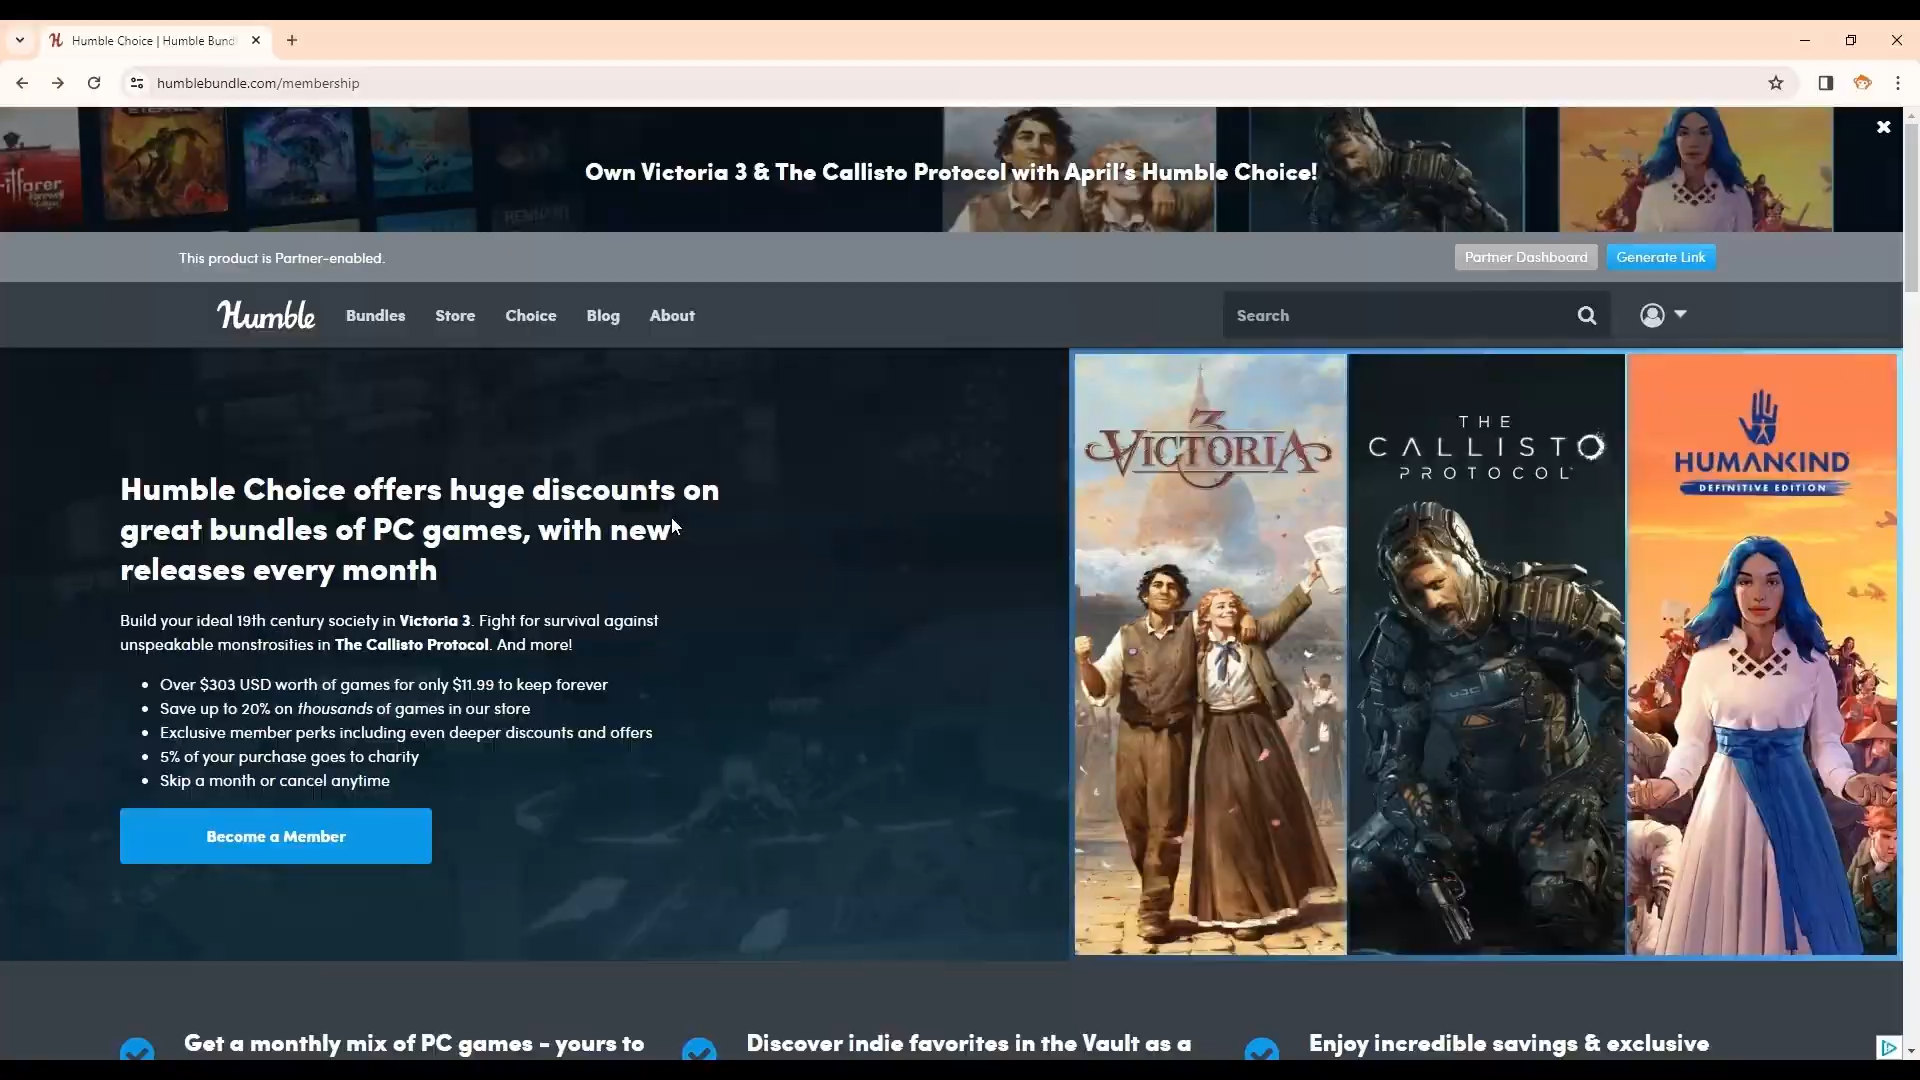 Humble Choice | Humble Bund
humblebundle.com/membership
Own Victoria 3 & The Callisto Protocol with April's Humble Choice!
This product is Partner-enabled.
Partner Dashboard
Generate Link
Humble
Bundles
Store
Choice
Blog
About
Search
Humble Choice offers huge discounts on
great bundles of PC games, with new
releases every month
Build your ideal 19th century society in Victoria 3. Fight for survival against
unspeakable monstrosities in The Callisto Protocol. And more!
Over $303 USD worth of games for only $11.99 to keep forever
Save up to 20% on thousands of games in our store
Exclusive member perks including even deeper discounts and offers
5% of your purchase goes to charity
Skip a month or cancel anytime
Become a Member
3
VICTORIA
THE
CALLISTO
PROTOCOL
HUMANKIND
DEFINITIVE EDITION
Get a monthly mix of PC games - yours to
Discover indie favorites in the Vault as a
Enjoy incredible savings & exclusive